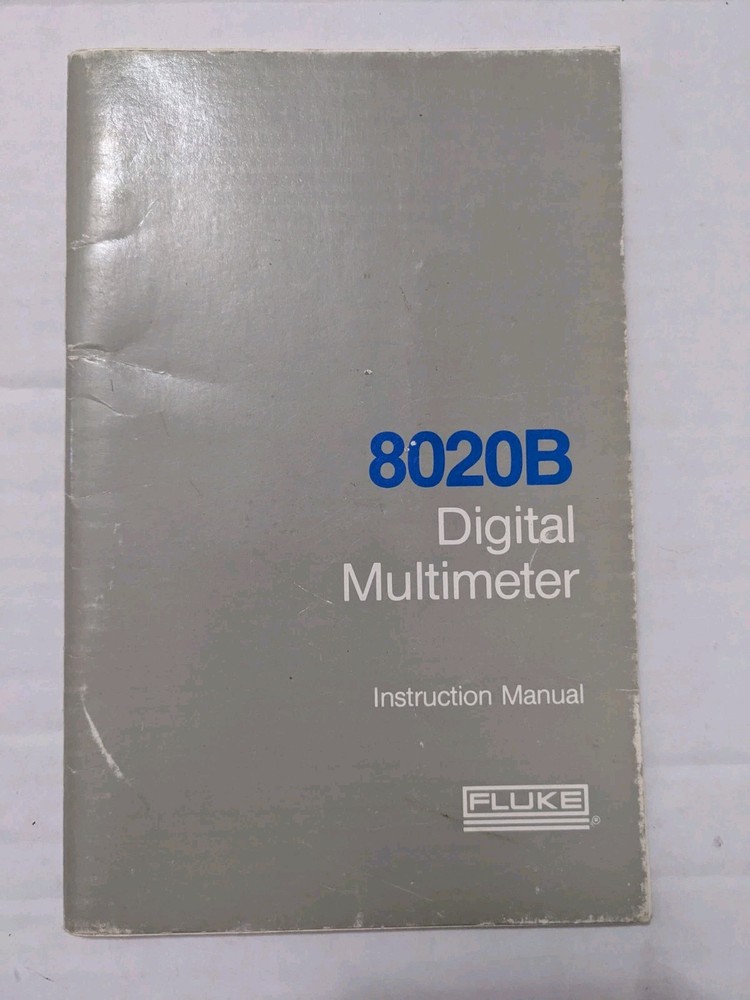 8020B
Digital
Multimeter
Instruction Manual
FLUKE
®